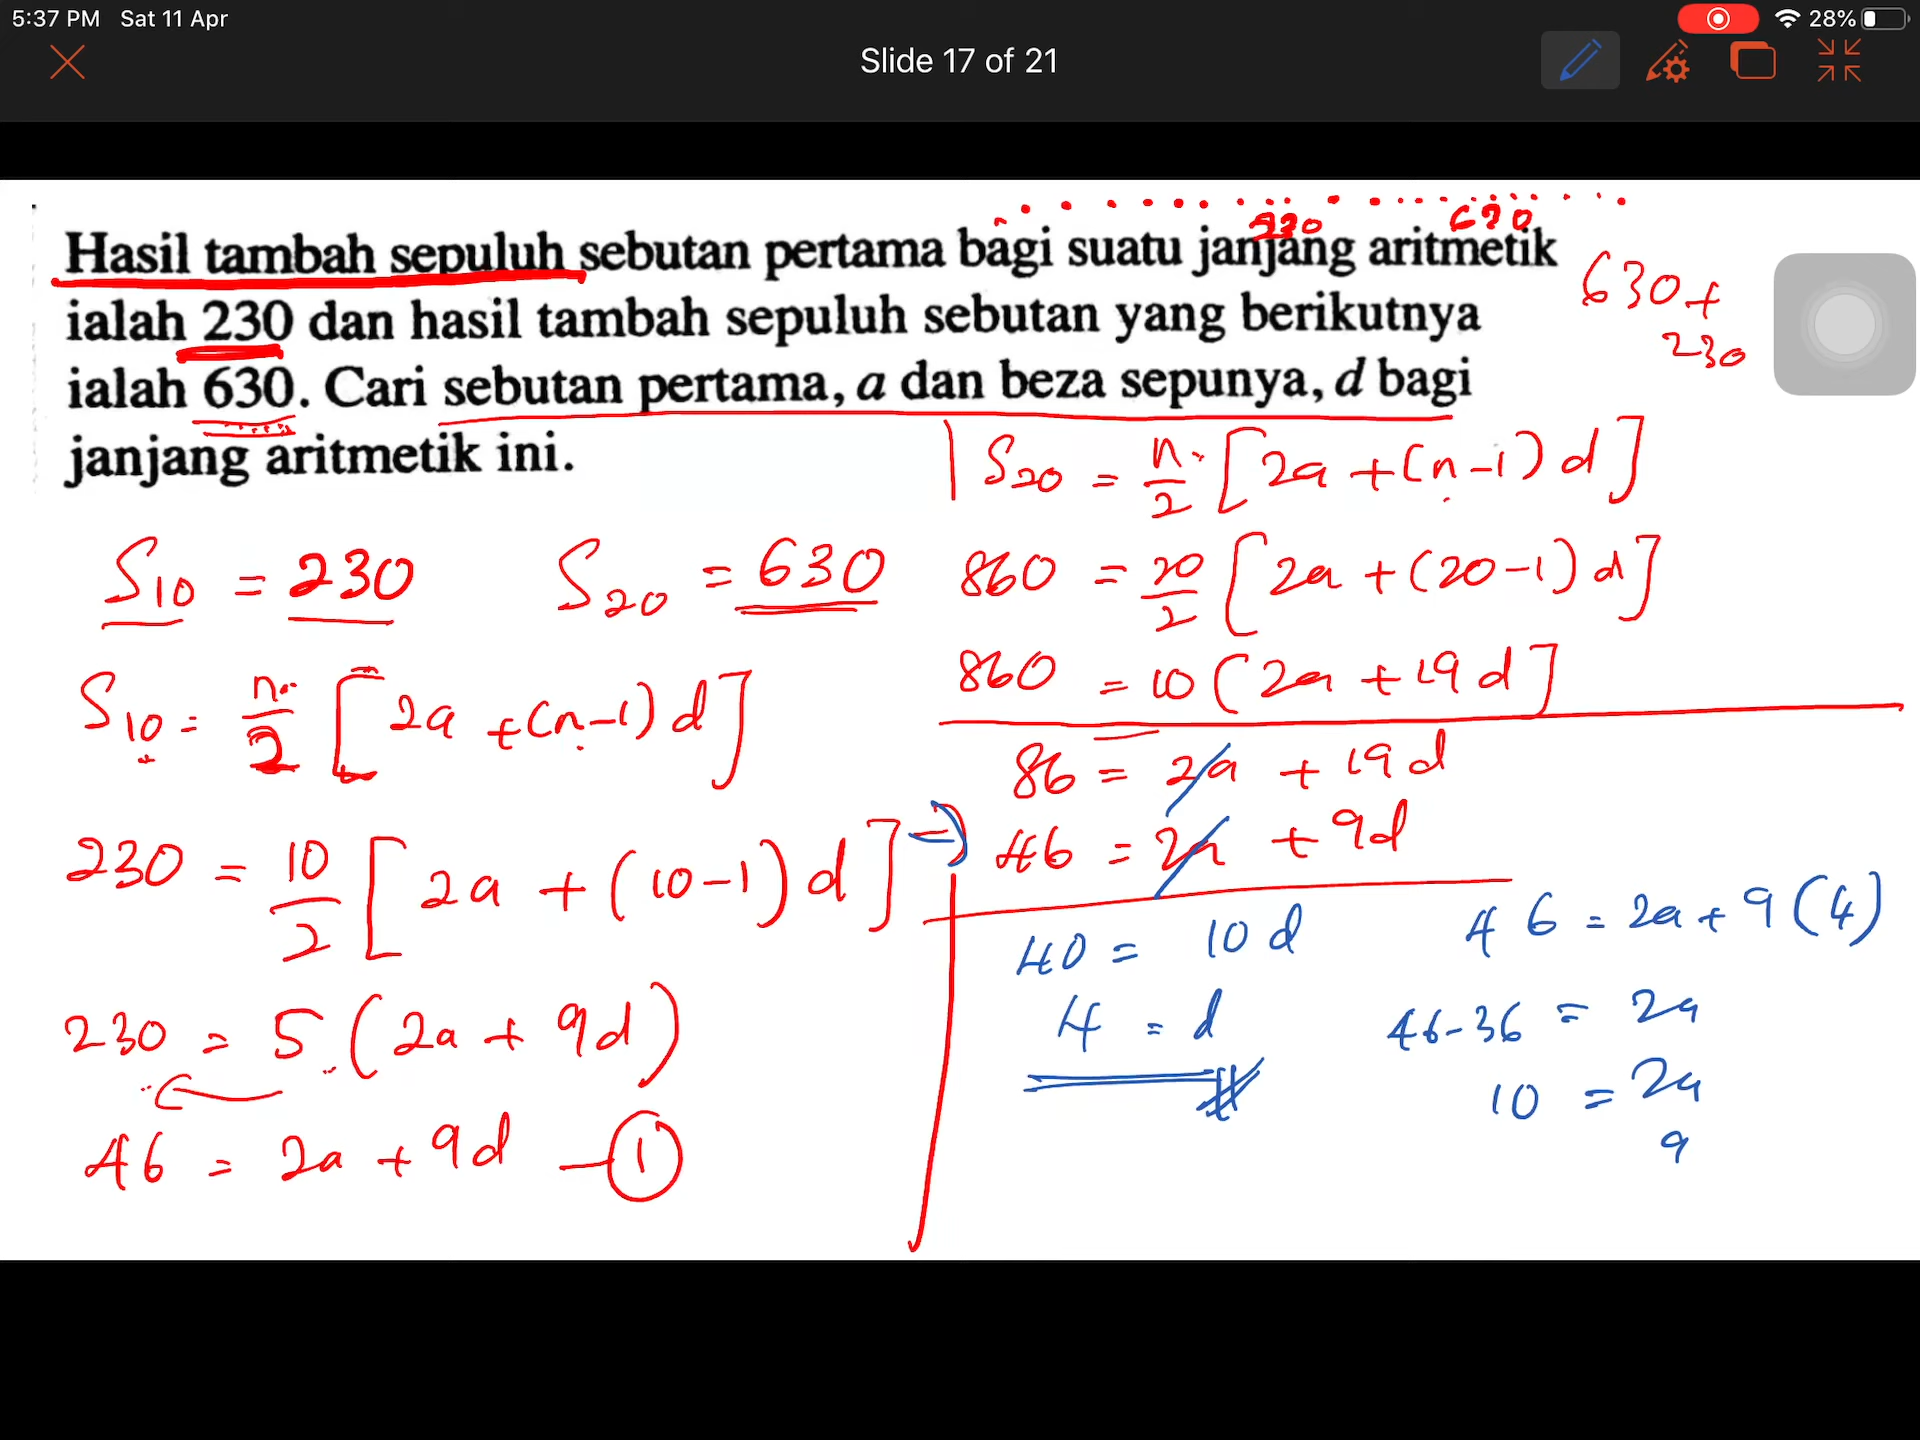 5:37 PM Sat 11 Apr
28%
Slide 17 of 21
230 630
Hasil tambah sepuluh sebutan pertama bagi suatu janjang aritmetik
ialah 230 dan hasil tambah sepuluh sebutan yang berikutnya
ialah 630. Cari sebutan pertama, a dan beza sepunya, d bagi
janjang aritmetik ini.
630 +
230
S10 = 230 S20 = 630
S10 = n/2 [2a + (n-1) d]
230 = 10/2 [2a + (10-1) d]
230 = 5 (2a + 9d)
46 = 2a + 9d — 1
S20 = n/2 [2a + (n-1) d]
860 = 20/2 [2a + (20-1) d]
860 = 10 (2a + 19d]
86 = 2a + 19d
46 = 2a + 9d
40 = 10d
4 = d
46 = 2a + 9(4)
46-36 = 2a
10 = 2a
a